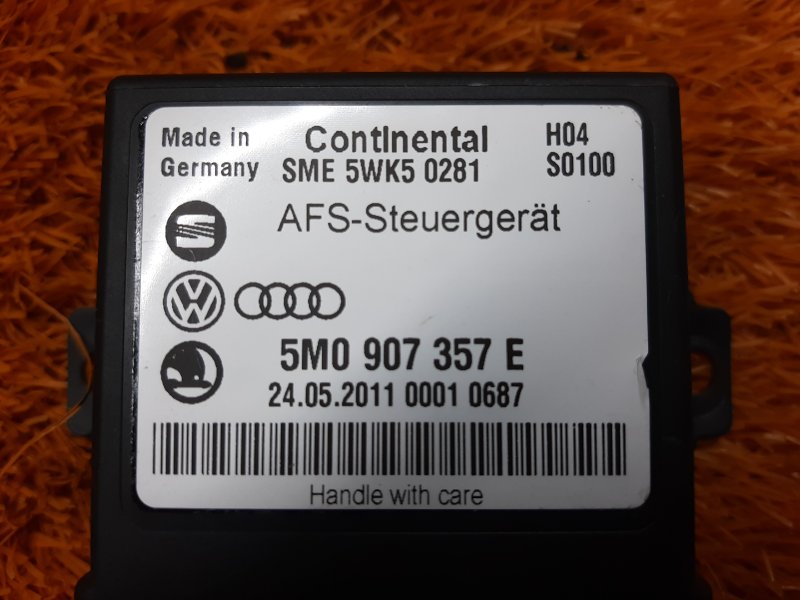 Made in Continental H04
Germany SME 5WK5 0281 S0100
AFS-Steuergerät
5M0 907 357 E
24.05.2011 0001 0687
Handle with care